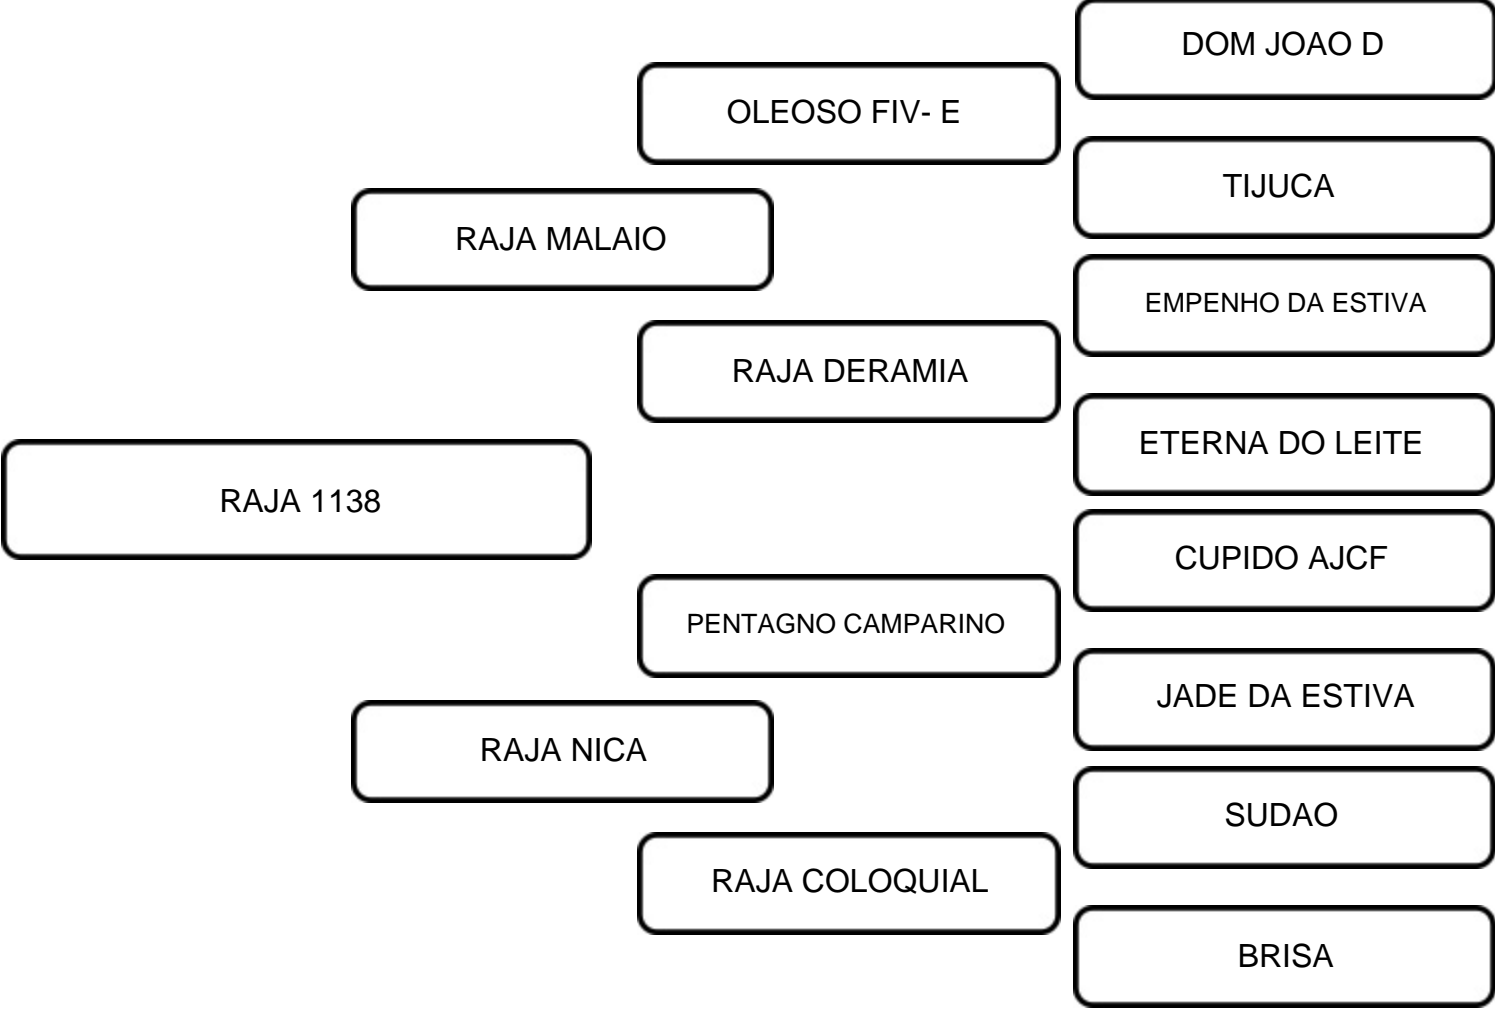 DOM JOAO D
OLEOSO FIV- E
TIJUCA
RAJA MALAIO
EMPENHO DA ESTIVA
RAJA DERAMIA
ETERNA DO LEITE
RAJA 1138
CUPIDO AJCF
PENTAGNO CAMPARINO
JADE DA ESTIVA
RAJA NICA
SUDAO
RAJA COLOQUIAL
BRISA